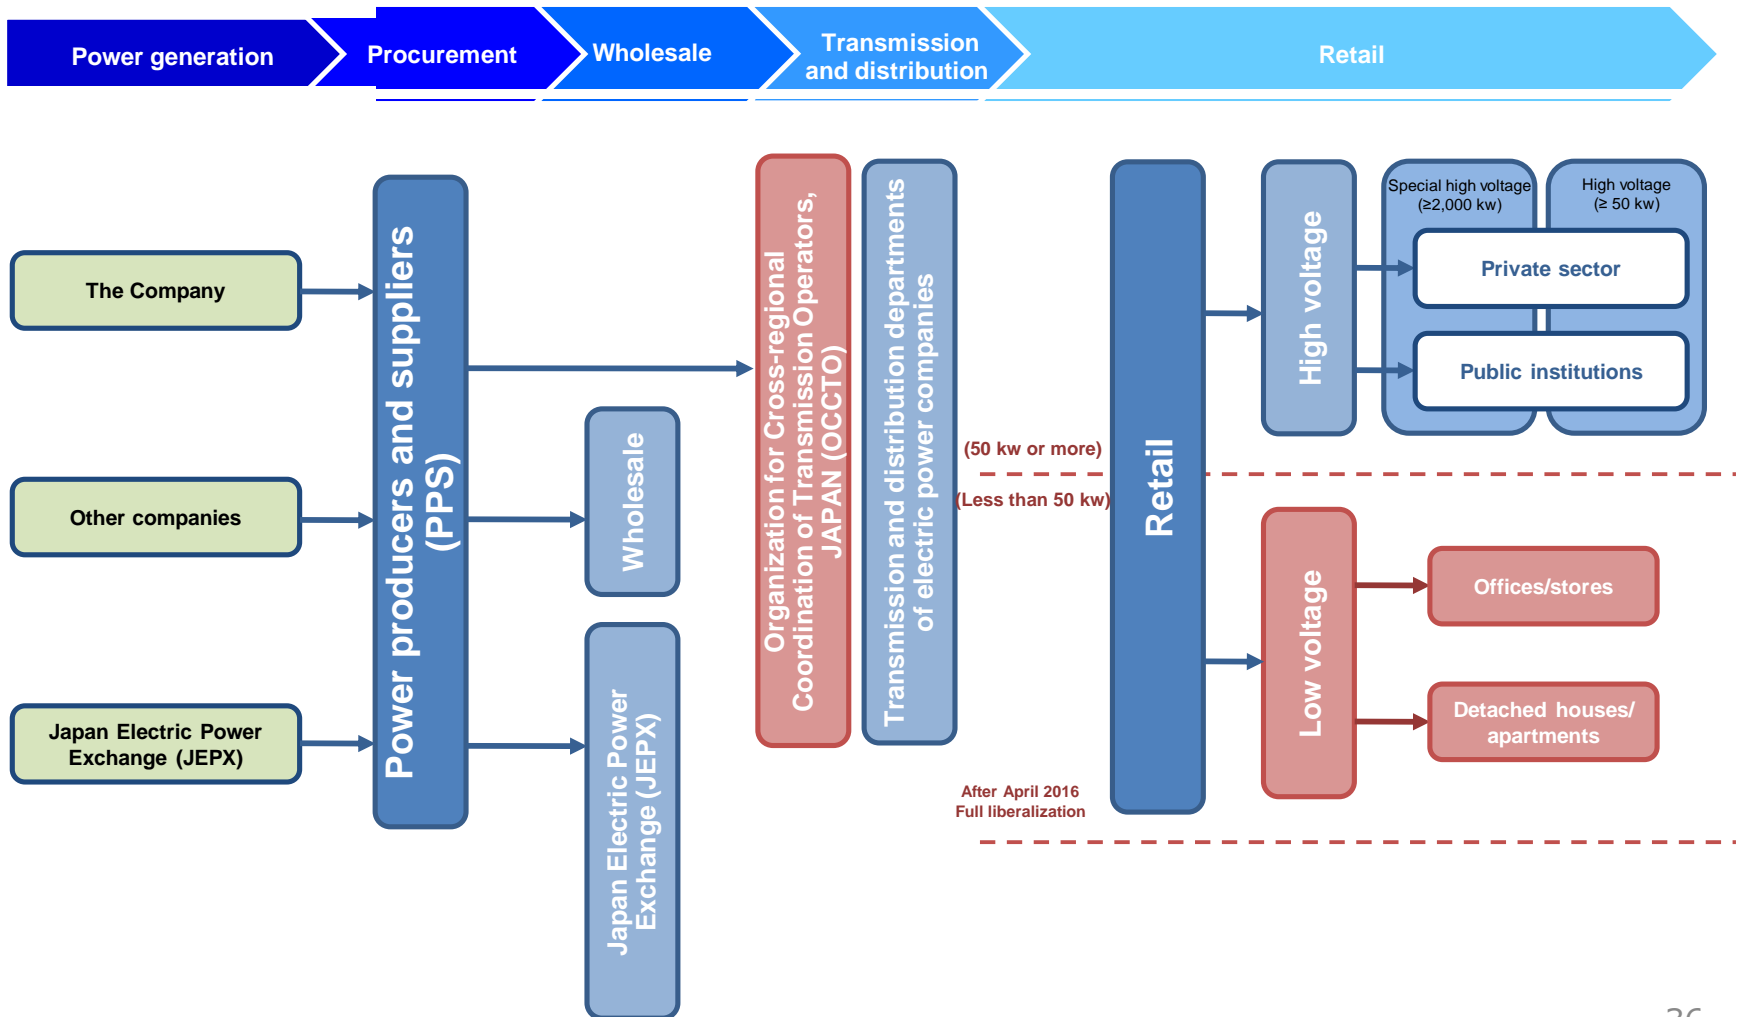 Power generation
Procurement
Wholesale
Transmission
and distribution
Retail
The Company
Other companies
Japan Electric Power
Exchange (JEPX)
Power producers and suppliers
(PPS)
Wholesale
Japan Electric Power
Exchange (JEPX)
Organization for Cross-regional
Coordination of Transmission Operators,
JAPAN (OCCTO)
Transmission and distribution departments
of electric power companies
(50 kw or more)
(Less than 50 kw)
After April 2016
Full liberalization
Retail
High voltage
Special high voltage
(≥2,000 kw)
High voltage
(≥ 50 kw)
Private sector
Public institutions
Low voltage
Offices/stores
Detached houses/
apartments